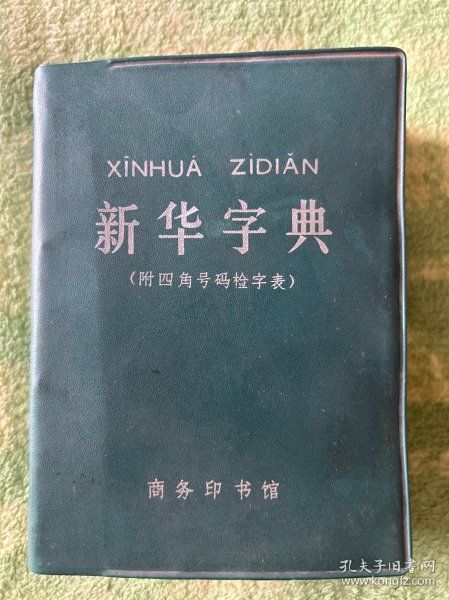 XĪNHUÁ ZÌDIǍN
新华字典
（附四角号码检字表）
商务印书馆
孔夫子旧书网
www.kongfz.com